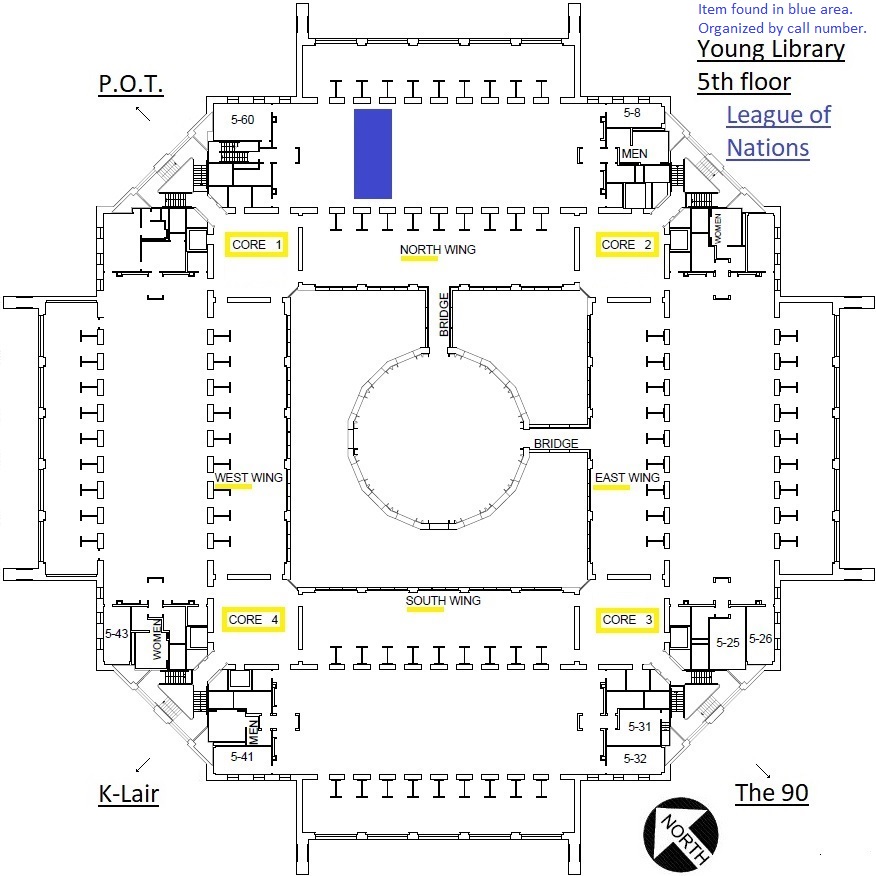 Item found in blue area.
Organized by call number.
Young Library
5th floor
League of
Nations
P.O.T.
5-60
5-8
MEN
WOMEN
CORE 1
NORTH WING
CORE 2
BRIDGE
BRIDGE
WEST WING
EAST WING
SOUTH WING
CORE 4
CORE 3
5-43
WOMEN
5-25
5-26
MEN
5-41
5-31
5-32
K-Lair
The 90
NORTH